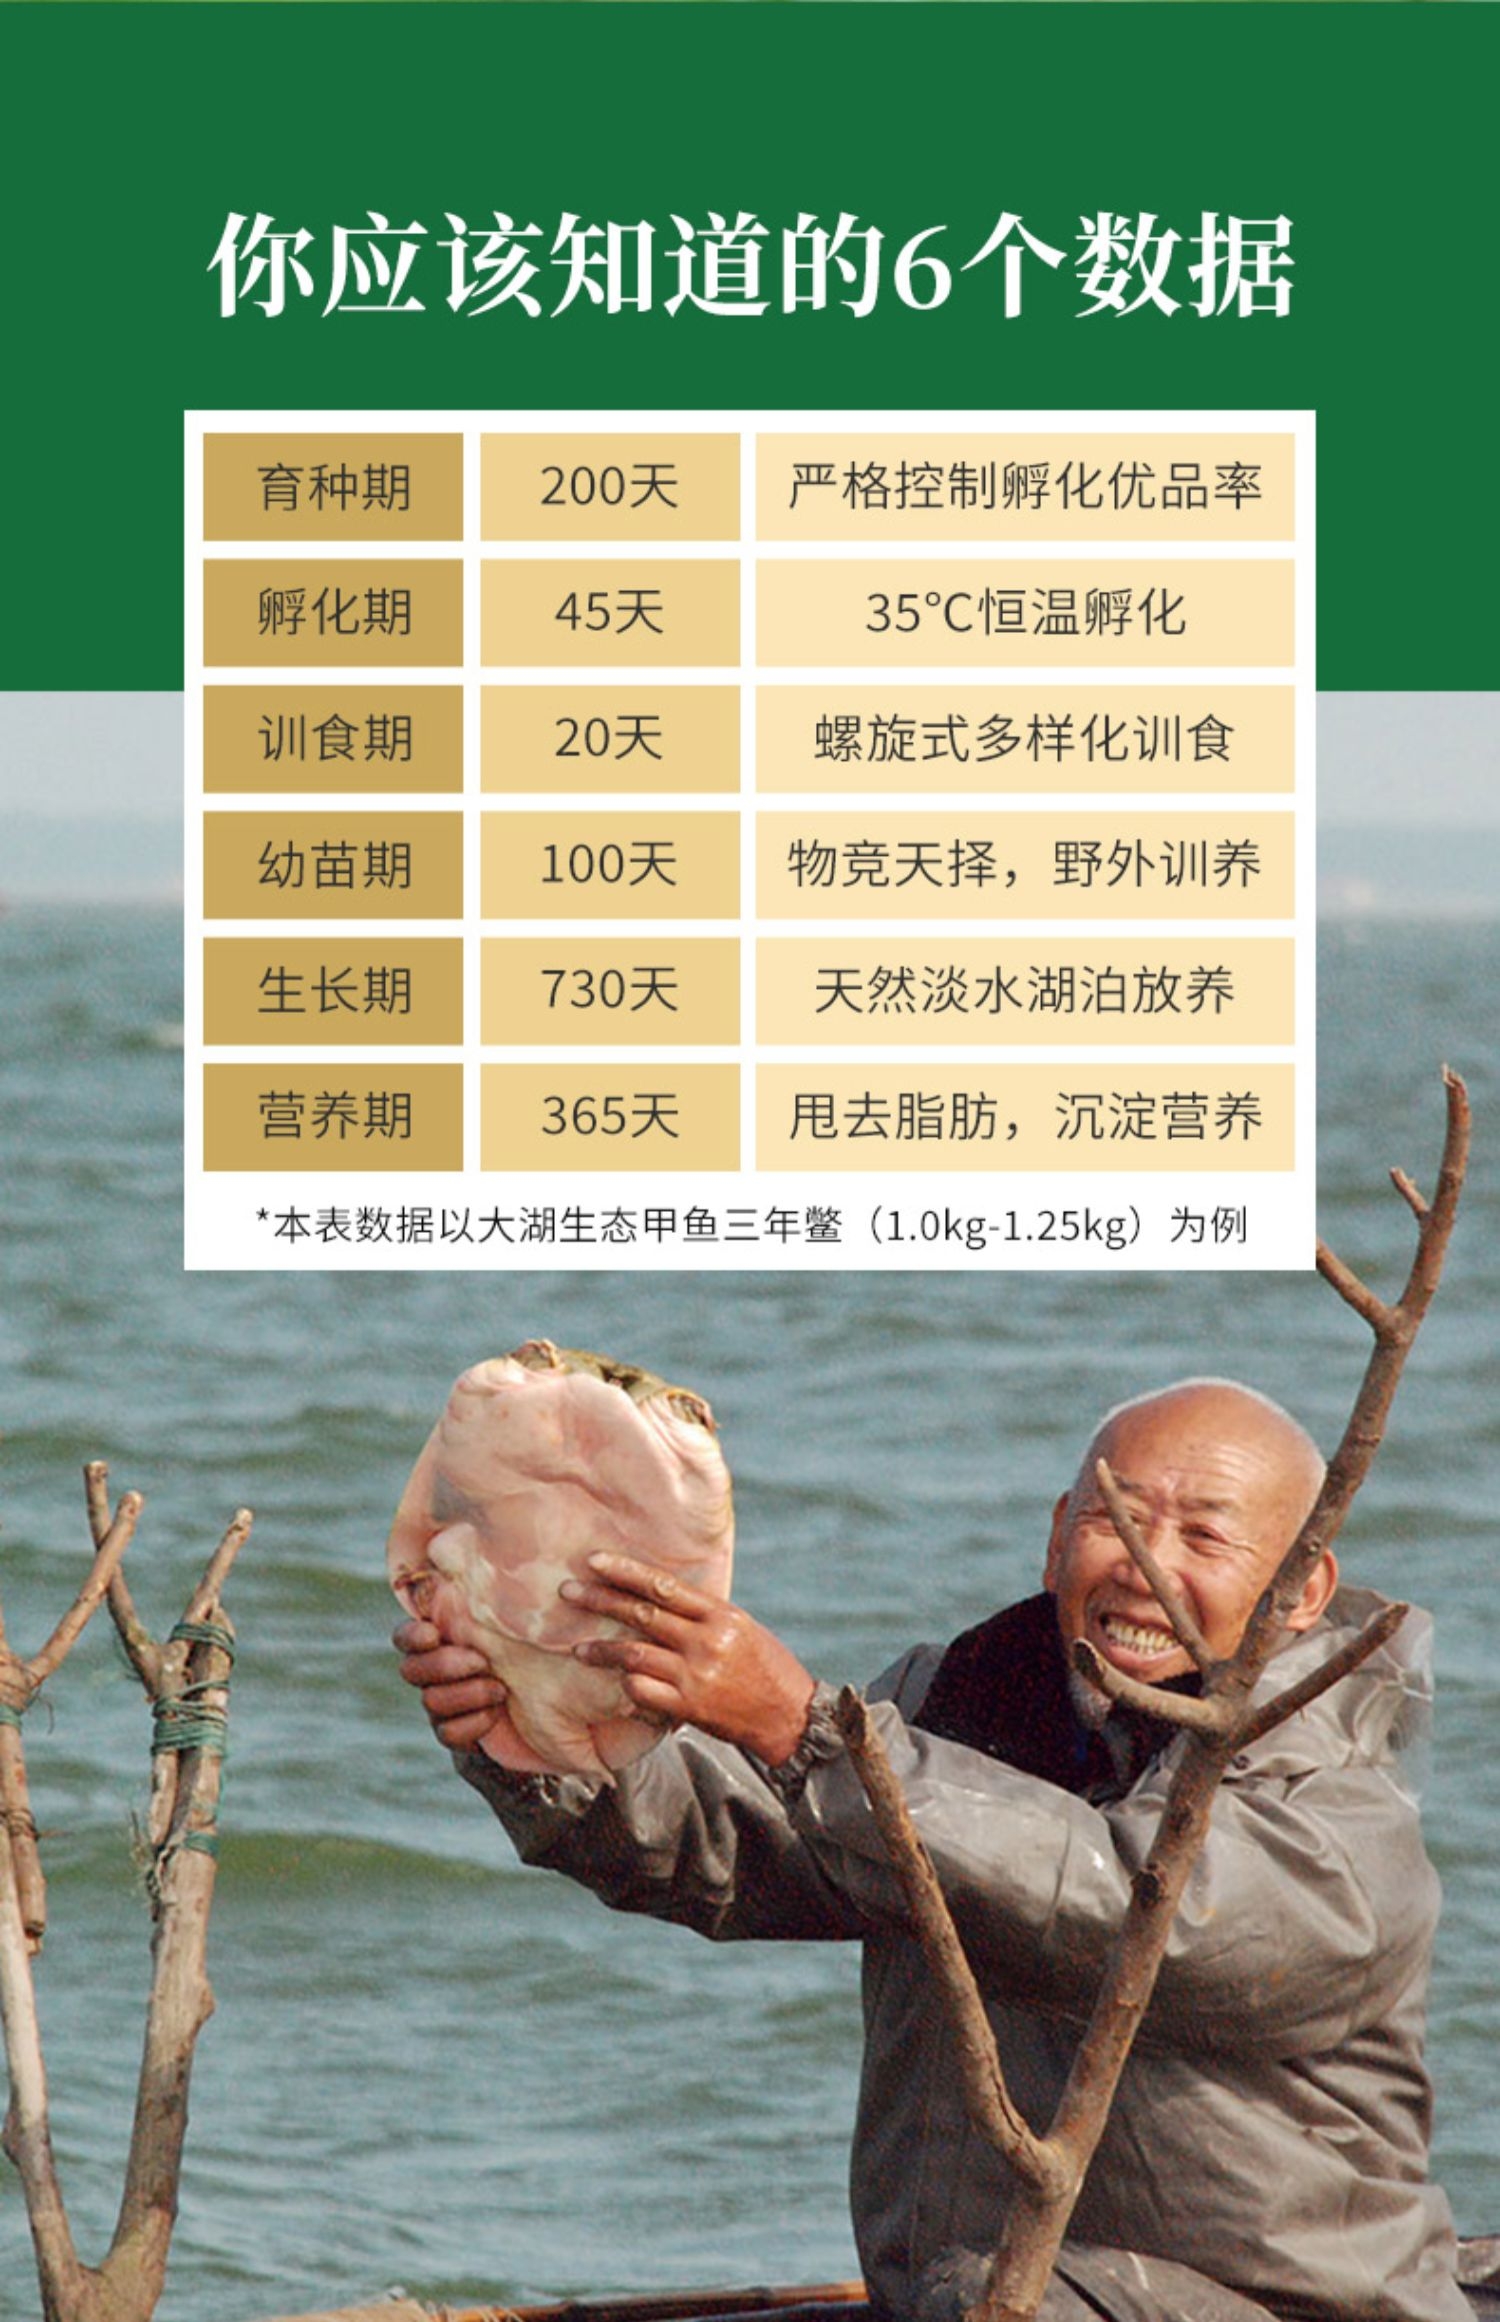 你应该知道的6个数据
育种期 200天 严格控制孵化优品率
孵化期 45天 35℃恒温孵化
训食期 20天 螺旋式多样化训食
幼苗期 100天 物竞天择，野外训养
生长期 730天 天然淡水湖泊放养
营养期 365天 甩去脂肪，沉淀营养
*本表数据以大湖生态甲鱼三年鳖（1.0kg-1.25kg）为例